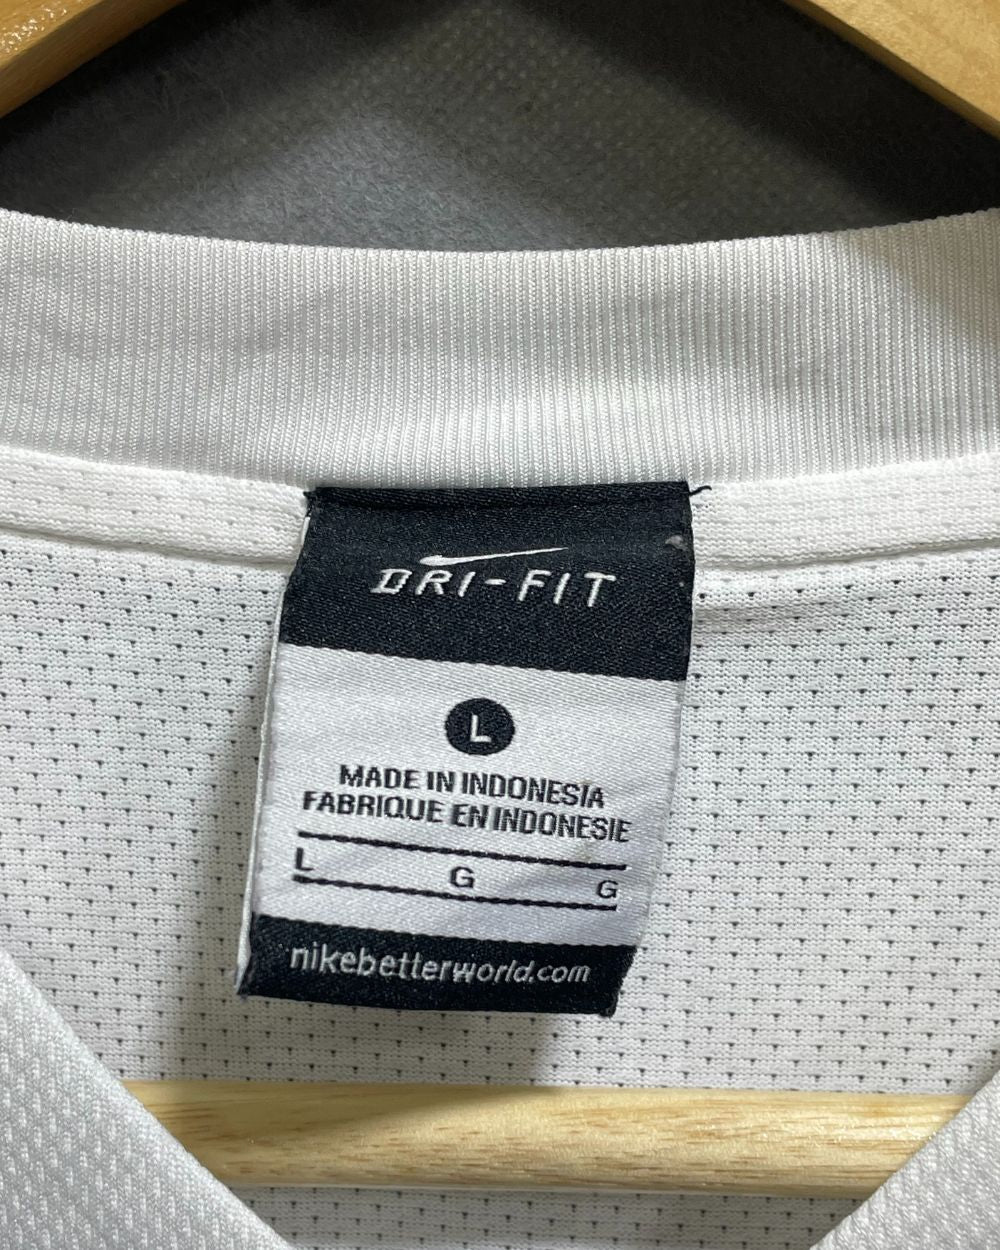 DRI-FIT
L
MADE IN INDONESIA
FABRIQUE EN INDONESIE
L G G
nikebetterworld.com